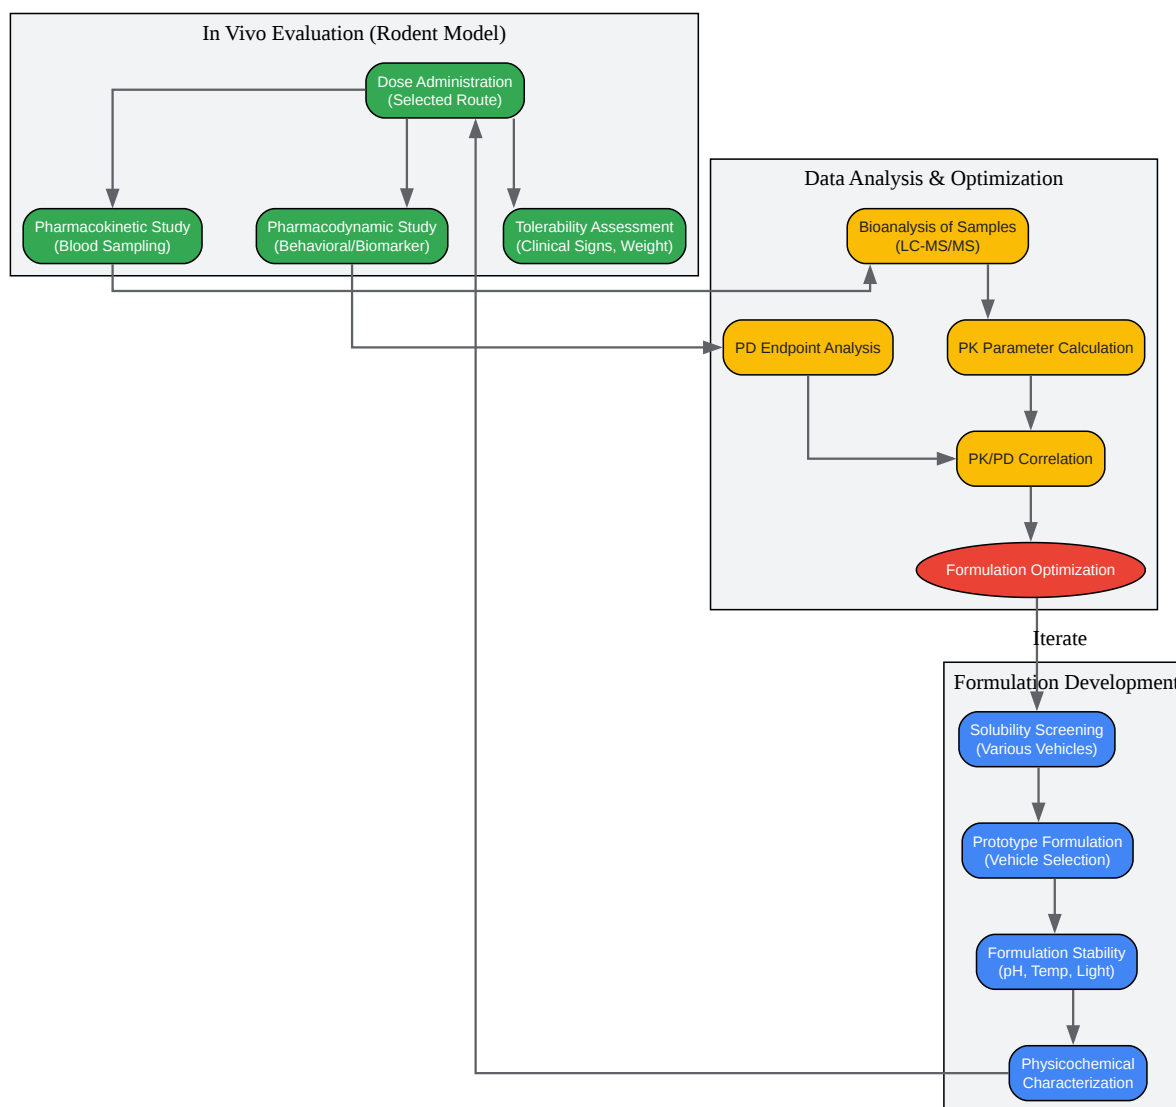 In Vivo Evaluation (Rodent Model)
Dose Administration
(Selected Route)
Pharmacokinetic Study
(Blood Sampling)
Pharmacodynamic Study
(Behavioral/Biomarker)
Tolerability Assessment
(Clinical Signs, Weight)
Data Analysis & Optimization
Bioanalysis of Samples
(LC-MS/MS)
PD Endpoint Analysis
PK Parameter Calculation
PK/PD Correlation
Formulation Optimization
Iterate
Formulation Development
Solubility Screening
(Various Vehicles)
Prototype Formulation
(Vehicle Selection)
Formulation Stability
(pH, Temp, Light)
Physicochemical
Characterization